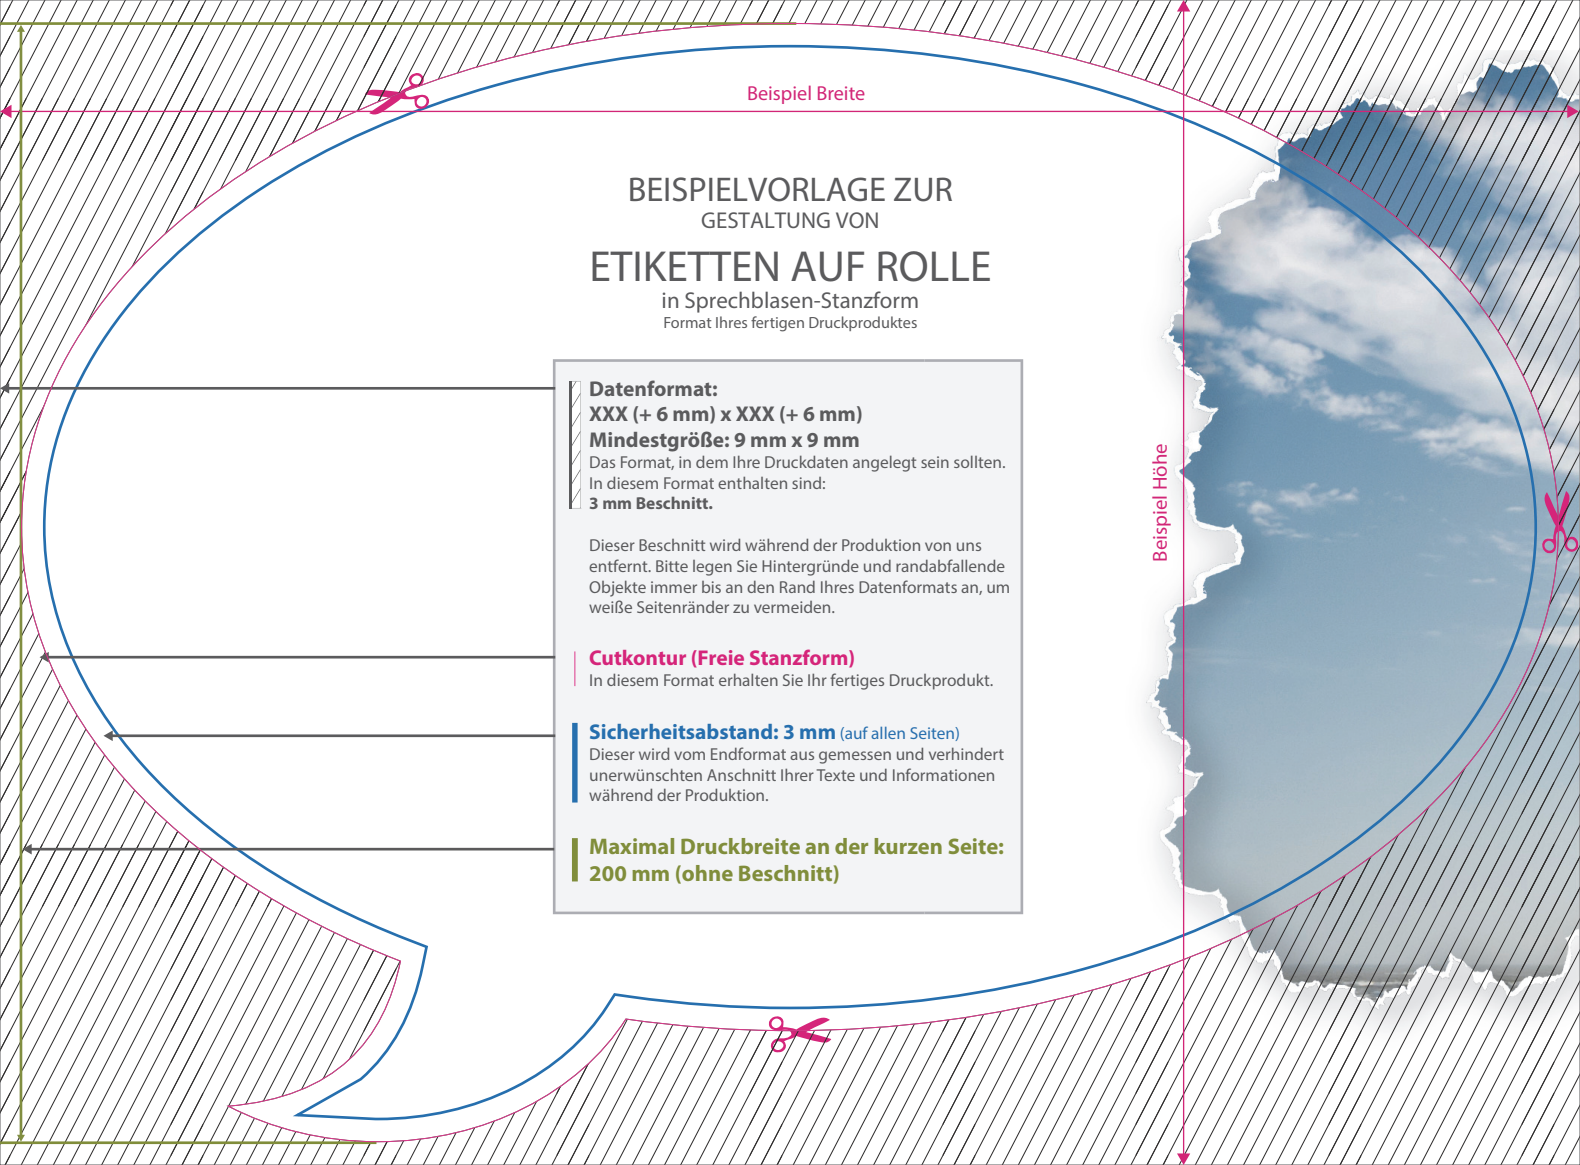 Beispiel Breite
BEISPIELVORLAGE ZUR
GESTALTUNG VON
ETIKETTEN AUF ROLLE
in Sprechblasen-Stanzform
Format Ihres fertigen Druckproduktes
Datenformat:
XXX (+ 6 mm) x XXX (+ 6 mm)
Mindestgröße: 9 mm x 9 mm
Das Format, in dem Ihre Druckdaten angelegt sein sollten.
In diesem Format enthalten sind:
3 mm Beschnitt.
Dieser Beschnitt wird während der Produktion von uns
entfernt. Bitte legen Sie Hintergründe und randabfallende
Objekte immer bis an den Rand Ihres Datenformats an, um
weiße Seitenränder zu vermeiden.
Cutkontur (Freie Stanzform)
In diesem Format erhalten Sie Ihr fertiges Druckprodukt.
Sicherheitsabstand: 3 mm (auf allen Seiten)
Dieser wird vom Endformat aus gemessen und verhindert
unerwünschten Anschnitt Ihrer Texte und Informationen
während der Produktion.
Maximal Druckbreite an der kurzen Seite:
200 mm (ohne Beschnitt)
Beispiel Höhe